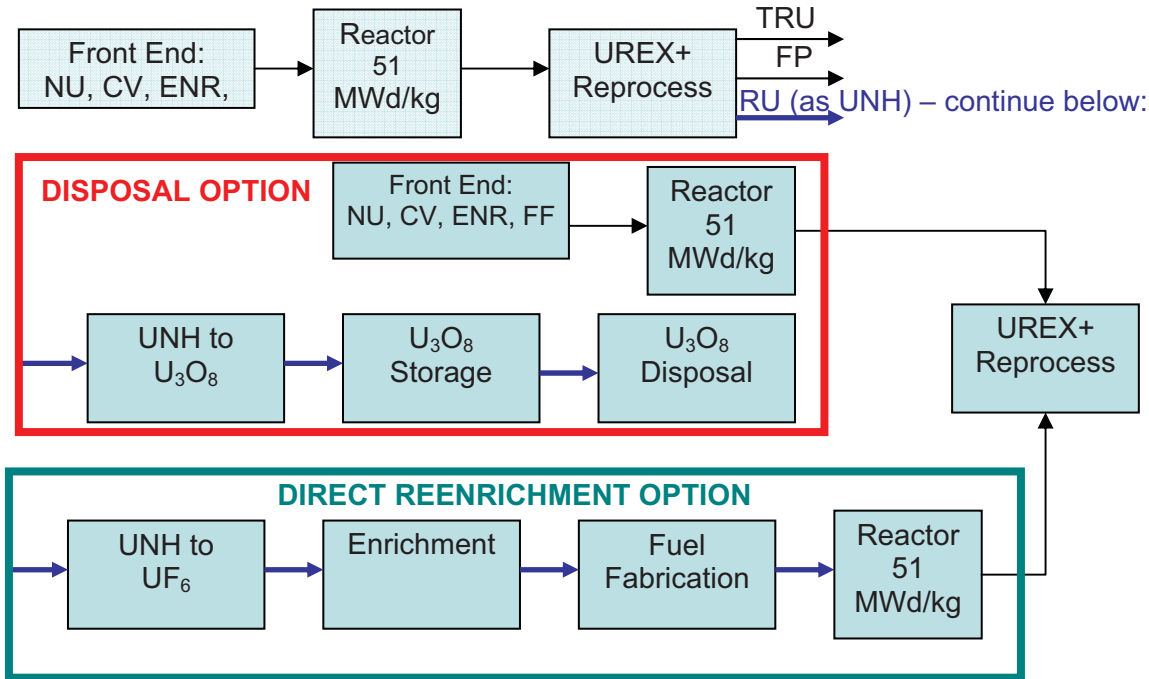 Front End:
NU, CV, ENR,
Reactor
51
MWd/kg
UREX+
Reprocess
TRU
FP
RU (as UNH) – continue below:
DISPOSAL OPTION
Front End:
NU, CV, ENR, FF
Reactor
51
MWd/kg
UNH to
U₃O₈
U₃O₈
Storage
U₃O₈
Disposal
UREX+
Reprocess
DIRECT REENRICHMENT OPTION
UNH to
UF₆
Enrichment
Fuel
Fabrication
Reactor
51
MWd/kg